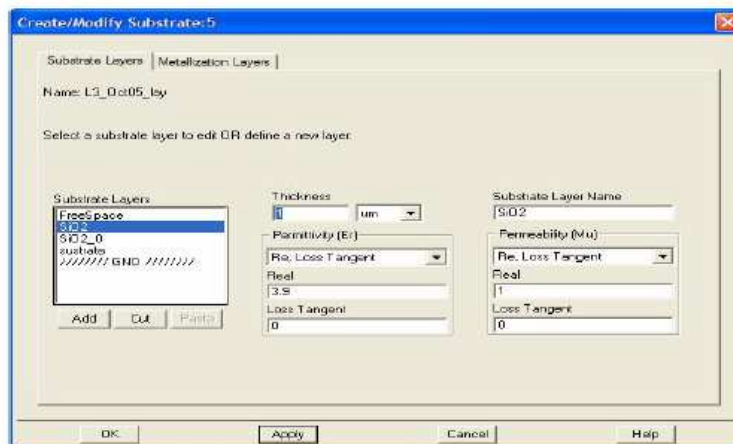 Create/Modify Substrate:5
Substrate Layers
Metallization Layers
Name: L3_Oct05_lay
Select a substrate layer to edit OR define a new layer.
Substrate Layers
FreeSpace
SiO2
SiO2_0
sustrato
//////// GND ////////
Add
Cut
Paste
Thickness
1
um
Permittivity (Er)
Re, Loss Tangent
Real
3.9
Loss Tangent
0
Substrate Layer Name
SiO2
Permeability (Mu)
Re, Loss Tangent
Real
1
Loss Tangent
0
OK
Apply
Cancel
Help